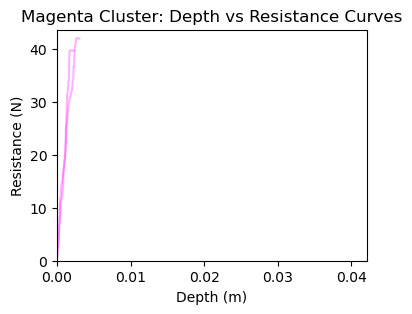 Magenta Cluster: Depth vs Resistance Curves
40
30
20
10
0
Resistance (N)
0.00 0.01 0.02 0.03 0.04
Depth (m)